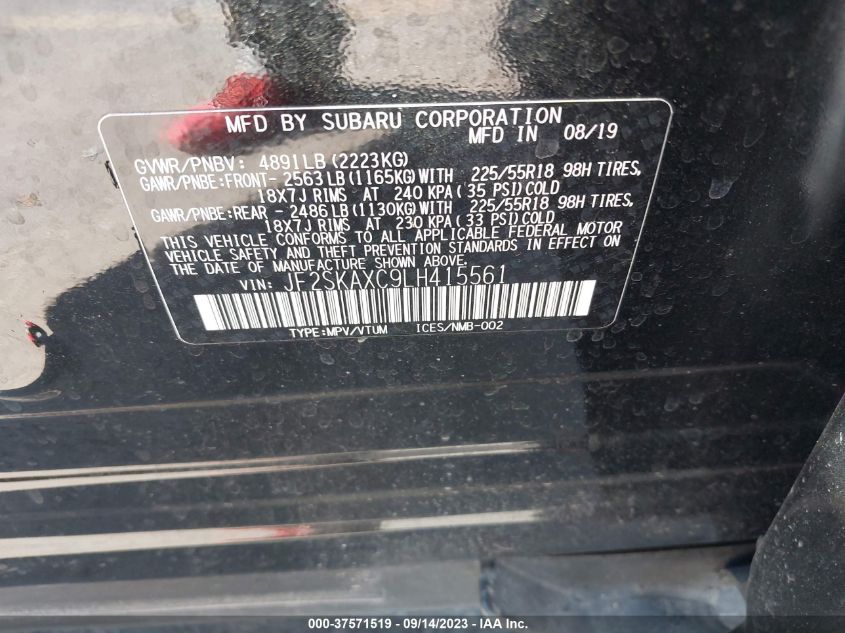 MFD BY SUBARU CORPORATION
MFD IN 08/19
GVWR/PNBV: 4891LB (2223KG)
GAWR/PNBE:FRONT- 2563LB (1165KG) WITH 225/55R18 98H TIRES,
18X7J RIMS AT 240 KPA (35 PSI) COLD
GAWR/PNBE:REAR - 2486LB (1130KG) WITH 225/55R18 98H TIRES,
18X7J RIMS AT 230 KPA (33 PSI) COLD
THIS VEHICLE CONFORMS TO ALL APPLICABLE FEDERAL MOTOR
VEHICLE SAFETY AND THEFT PREVENTION STANDARDS IN EFFECT ON
THE DATE OF MANUFACTURE SHOWN ABOVE.
VIN: JF2SKAXC9LH415561
TYPE:MPV/VTUM ICES/NMB-002
000-37571519 / 09/14/2023 / © IAA Inc.